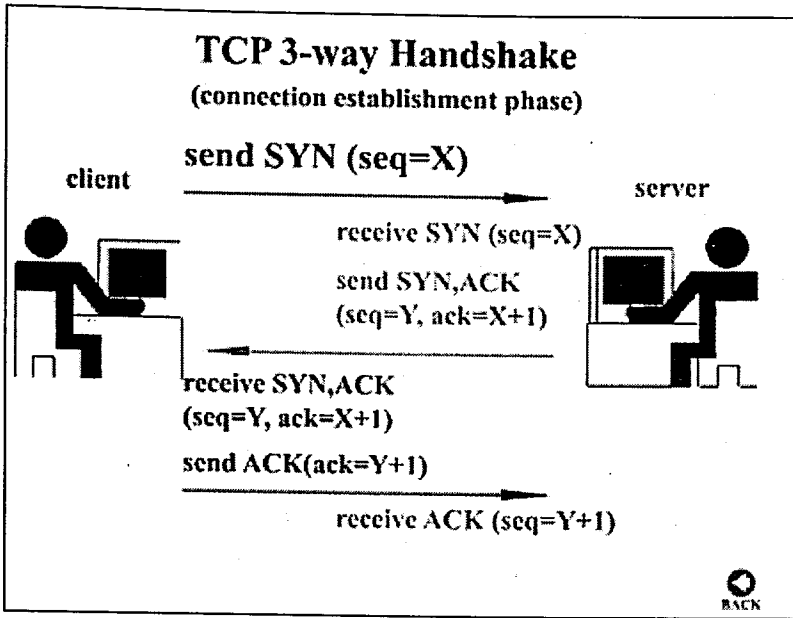 TCP 3-way Handshake
(connection establishment phase)
send SYN (seq=X)
client
server
receive SYN (seq=X)
send SYN,ACK
(seq=Y, ack=X+1)
receive SYN,ACK
(seq=Y, ack=X+1)
send ACK(ack=Y+1)
receive ACK (seq=Y+1)
BACK